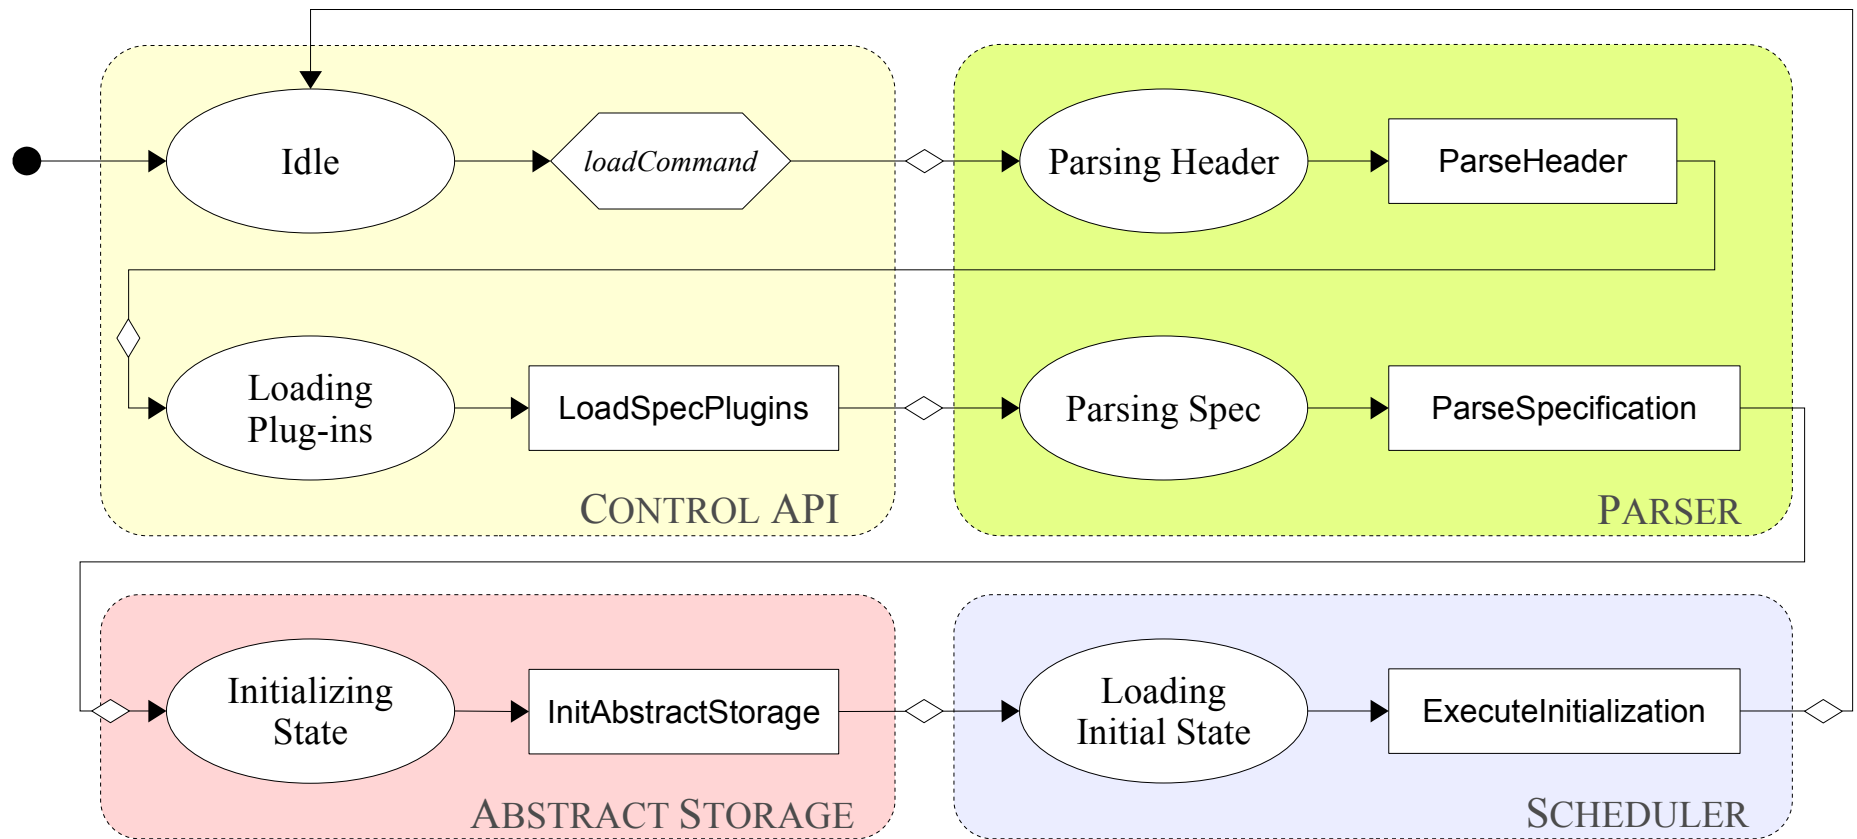 Idle
loadCommand
Parsing Header
ParseHeader
Loading
Plug-ins
LoadSpecPlugins
Parsing Spec
ParseSpecification
CONTROL API
PARSER
Initializing
State
InitAbstractStorage
Loading
Initial State
ExecuteInitialization
ABSTRACT STORAGE
SCHEDULER